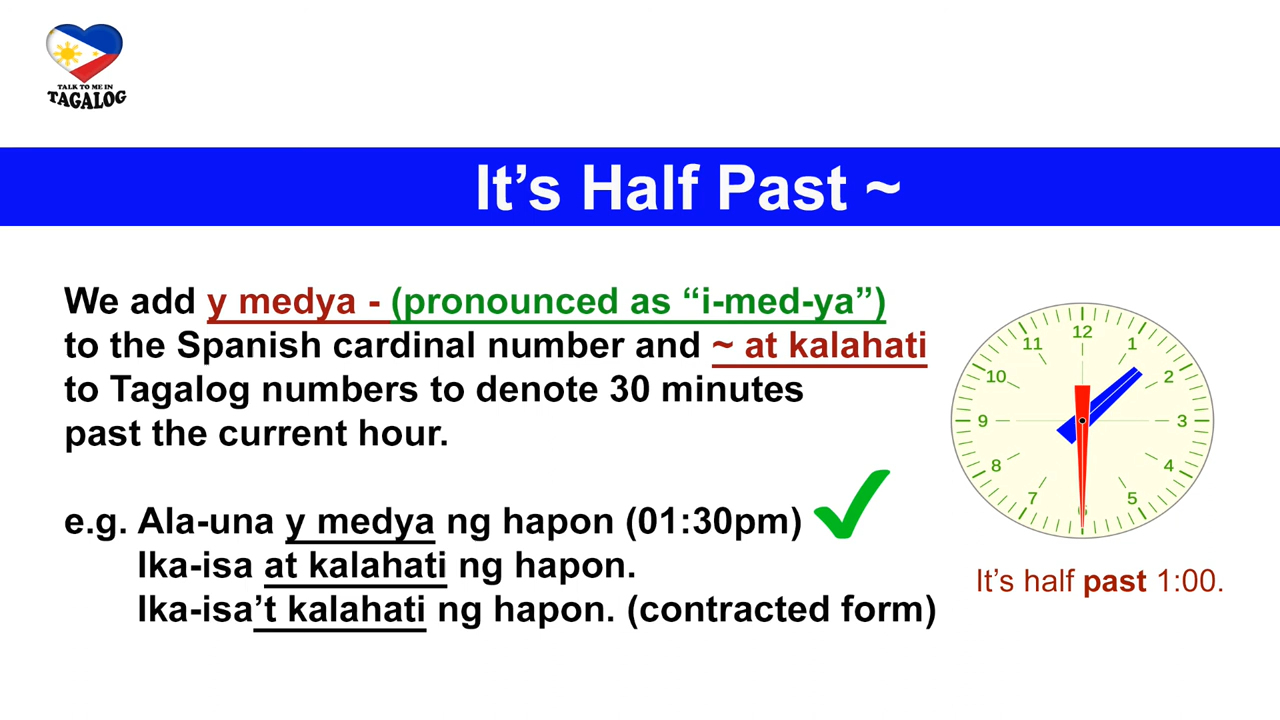 TALK TO ME IN
TAGALOG
It’s Half Past ~
We add y medya - (pronounced as “i-med-ya”)
to the Spanish cardinal number and ~ at kalahati
to Tagalog numbers to denote 30 minutes
past the current hour.
e.g. Ala-una y medya ng hapon (01:30pm)
Ika-isa at kalahati ng hapon.
Ika-isa’t kalahati ng hapon. (contracted form)
12
1
2
3
4
5
6
7
8
9
10
11
It’s half past 1:00.